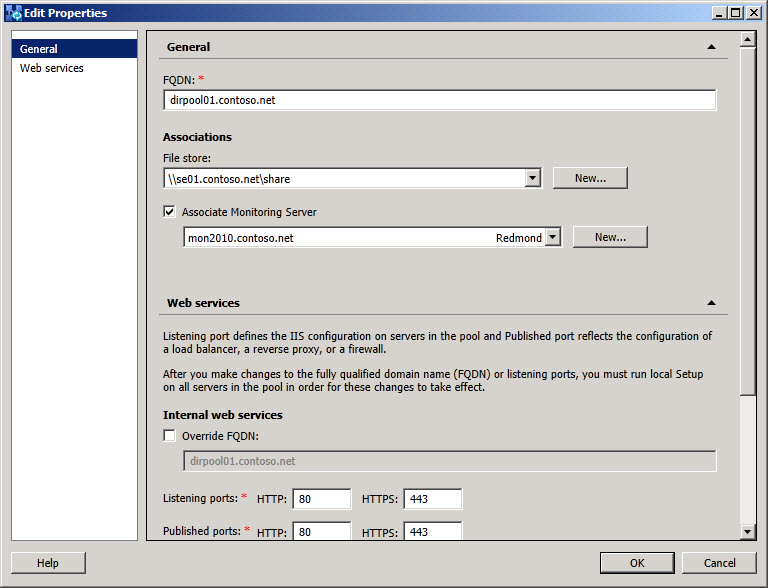 Edit Properties
General
Web services
General
FQDN: *
dirpool01.contoso.net
Associations
File store:
\\se01.contoso.net\share
New...
Associate Monitoring Server
mon2010.contoso.net Redmond
New...
Web services
Listening port defines the IIS configuration on servers in the pool and Published port reflects the configuration of
a load balancer, a reverse proxy, or a firewall.
After you make changes to the fully qualified domain name (FQDN) or listening ports, you must run local Setup
on all servers in the pool in order for these changes to take effect.
Internal web services
Override FQDN:
dirpool01.contoso.net
Listening ports: * HTTP: 80 HTTPS: 443
Published ports: * HTTP: 80 HTTPS: 443
Help
OK
Cancel